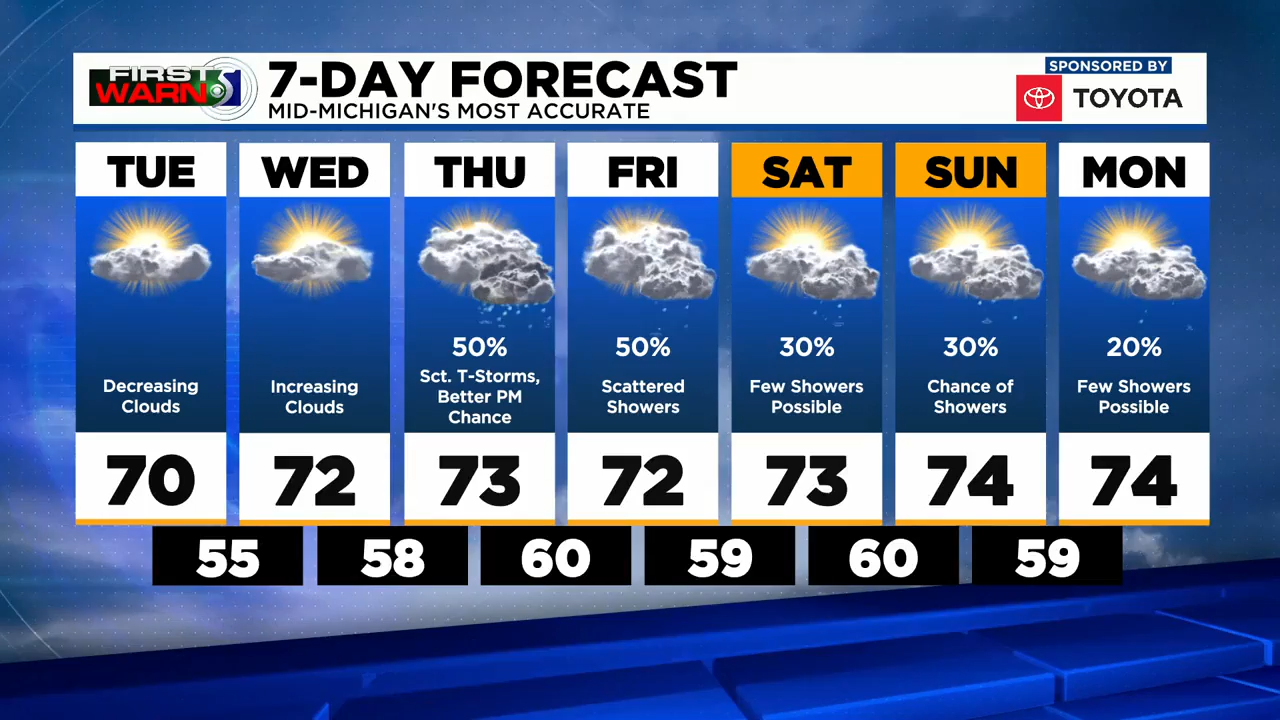 FIRST
WARN 5
7-DAY FORECAST
MID-MICHIGAN'S MOST ACCURATE
SPONSORED BY
TOYOTA
TUE
WED
THU
FRI
SAT
SUN
MON
50%
50%
30%
30%
20%
Decreasing
Clouds
Increasing
Clouds
Sct. T-Storms,
Better PM
Chance
Scattered
Showers
Few Showers
Possible
Chance of
Showers
Few Showers
Possible
70
72
73
72
73
74
74
55
58
60
59
60
59